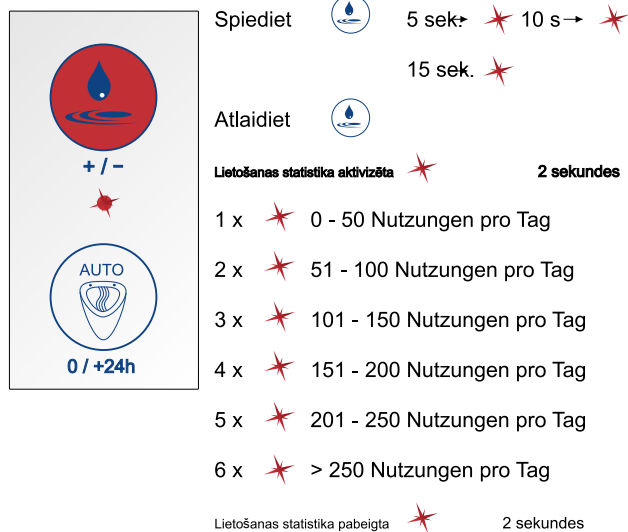 + / −
AUTO
0 / +24h
Spiediet 5 sek. 10 s
15 sek.
Atlaidiet
Lietošanas statistika aktivizēta 2 sekundes
1 x 0 - 50 Nutzungen pro Tag
2 x 51 - 100 Nutzungen pro Tag
3 x 101 - 150 Nutzungen pro Tag
4 x 151 - 200 Nutzungen pro Tag
5 x 201 - 250 Nutzungen pro Tag
6 x > 250 Nutzungen pro Tag
Lietošanas statistika pabeigta 2 sekundes